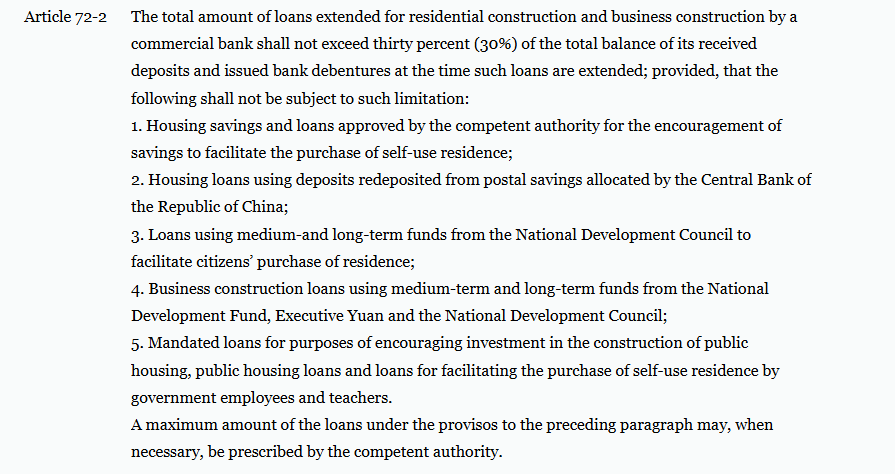 Article 72-2 The total amount of loans extended for residential construction and business construction by a
commercial bank shall not exceed thirty percent (30%) of the total balance of its received
deposits and issued bank debentures at the time such loans are extended; provided, that the
following shall not be subject to such limitation:
1. Housing savings and loans approved by the competent authority for the encouragement of
savings to facilitate the purchase of self-use residence;
2. Housing loans using deposits redeposited from postal savings allocated by the Central Bank of
the Republic of China;
3. Loans using medium-and long-term funds from the National Development Council to
facilitate citizens’ purchase of residence;
4. Business construction loans using medium-term and long-term funds from the National
Development Fund, Executive Yuan and the National Development Council;
5. Mandated loans for purposes of encouraging investment in the construction of public
housing, public housing loans and loans for facilitating the purchase of self-use residence by
government employees and teachers.
A maximum amount of the loans under the provisos to the preceding paragraph may, when
necessary, be prescribed by the competent authority.